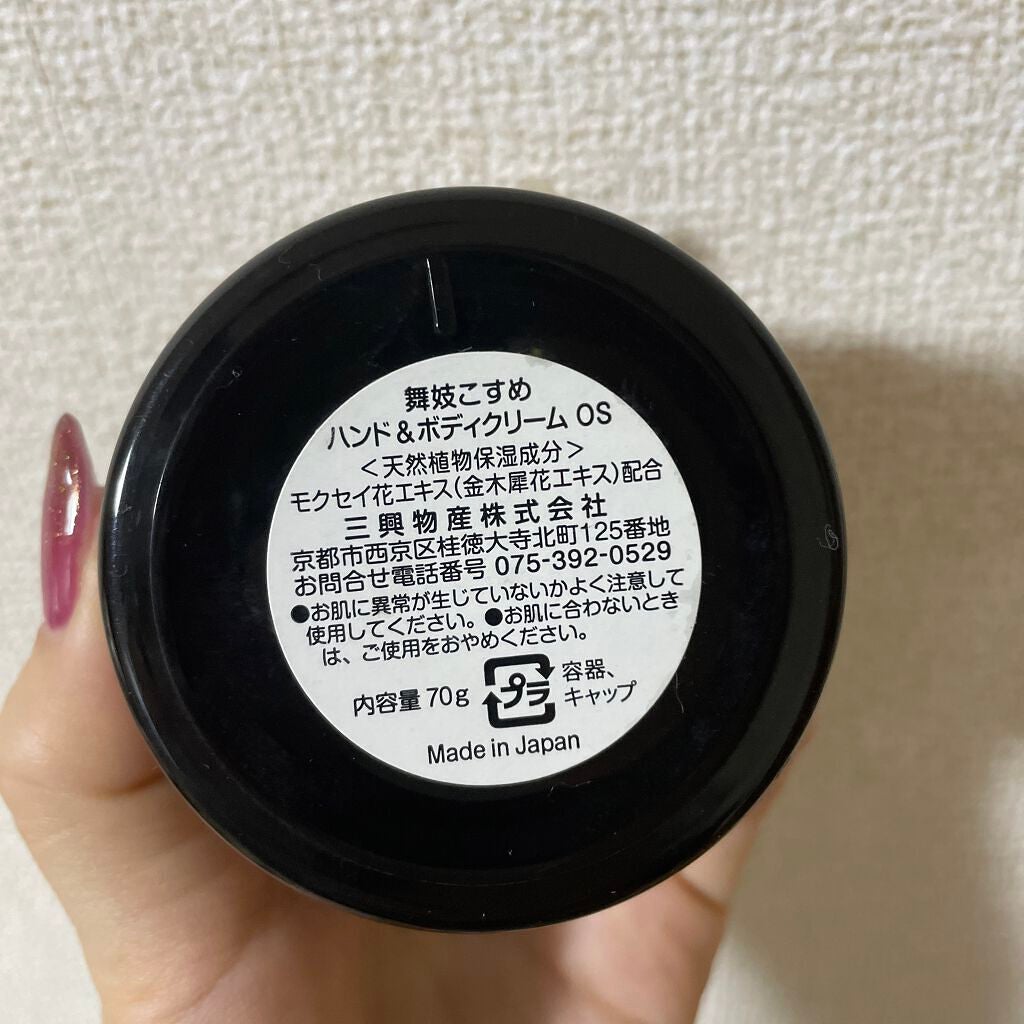 舞妓こすめ
ハンド&ボディクリーム OS
＜天然植物保湿成分＞
モクセイ花エキス(金木犀花エキス)配合
三興物産株式会社
京都市西京区桂徳大寺北町125番地
お問合せ電話番号 075-392-0529
●お肌に異常が生じていないかよく注意して
使用してください。●お肌に合わないとき
は、ご使用をおやめください。
内容量 70g プラ 容器、
キャップ
Made in Japan